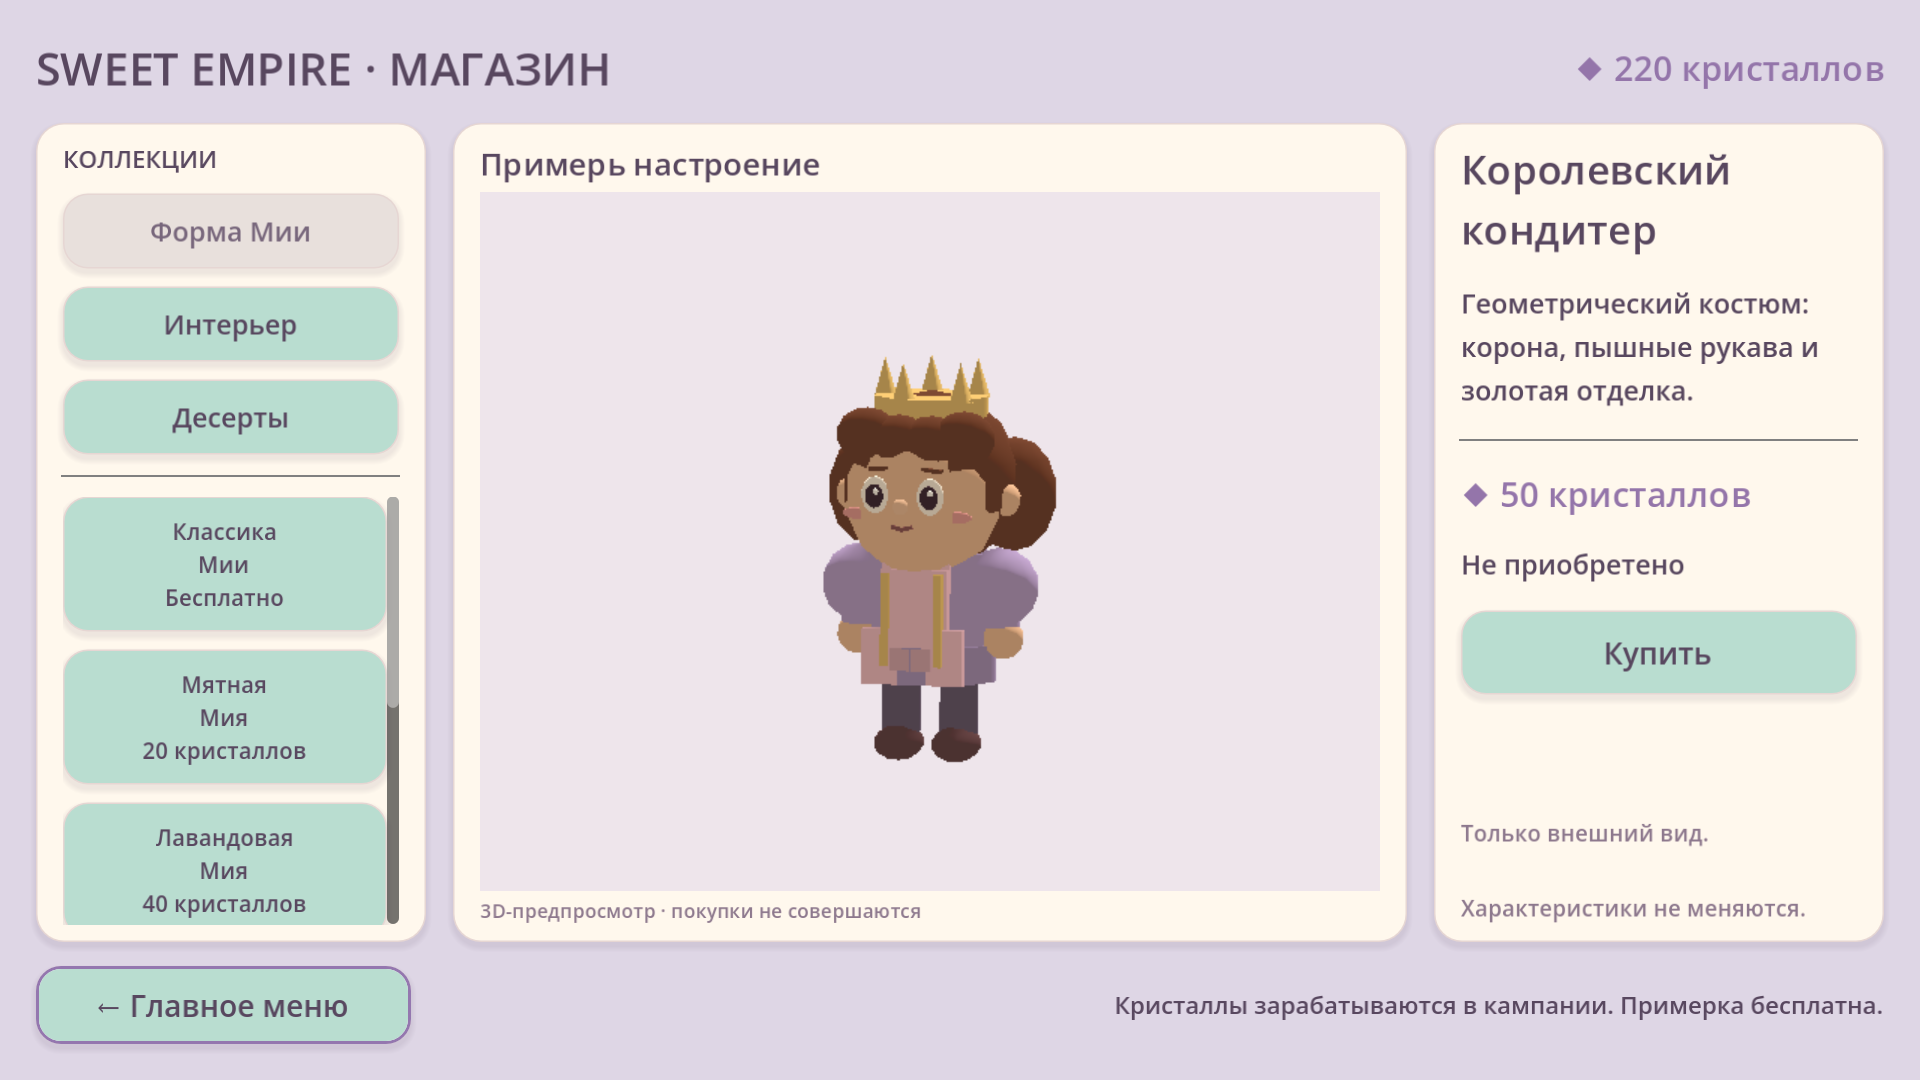 SWEET EMPIRE · МАГАЗИН
◆ 220 кристаллов
КОЛЛЕКЦИИ
Форма Мии
Интерьер
Десерты
Классика
Мии
Бесплатно
Мятная
Мия
20 кристаллов
Лавандовая
Мия
40 кристаллов
Примерь настроение
3D-предпросмотр · покупки не совершаются
Королевский
кондитер
Геометрический костюм:
корона, пышные рукава и
золотая отделка.
◆ 50 кристаллов
Не приобретено
Купить
Только внешний вид.
Характеристики не меняются.
← Главное меню
Кристаллы зарабатываются в кампании. Примерка бесплатна.